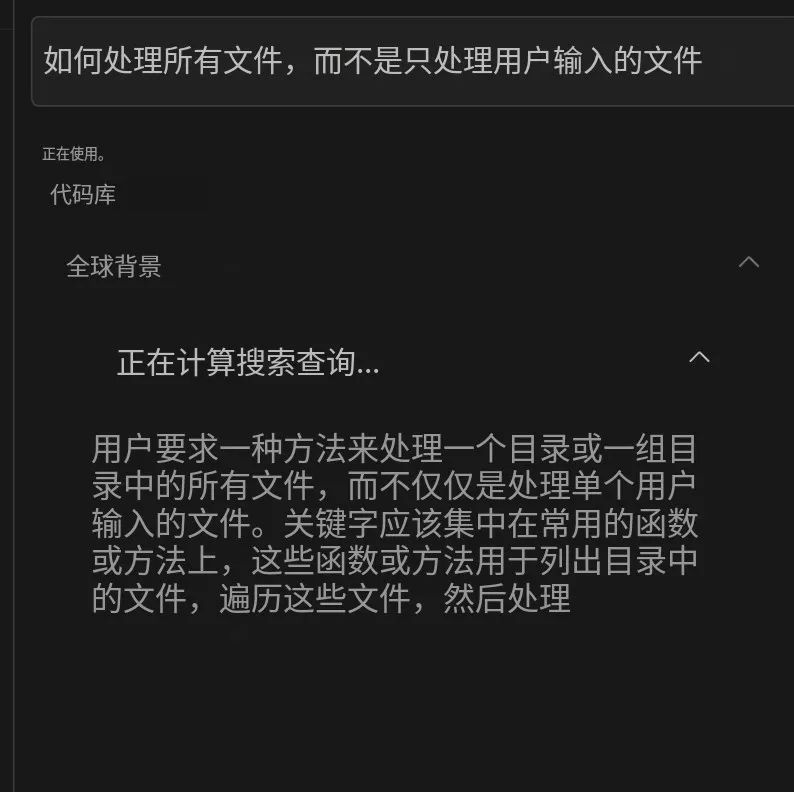 如何处理所有文件，而不是只处理用户输入的文件
正在使用。
代码库
全球背景
正在计算搜索查询...
用户要求一种方法来处理一个目录或一组目
录中的所有文件，而不仅仅是处理单个用户
输入的文件。关键字应该集中在常用的函数
或方法上，这些函数或方法用于列出目录中
的文件，遍历这些文件，然后处理